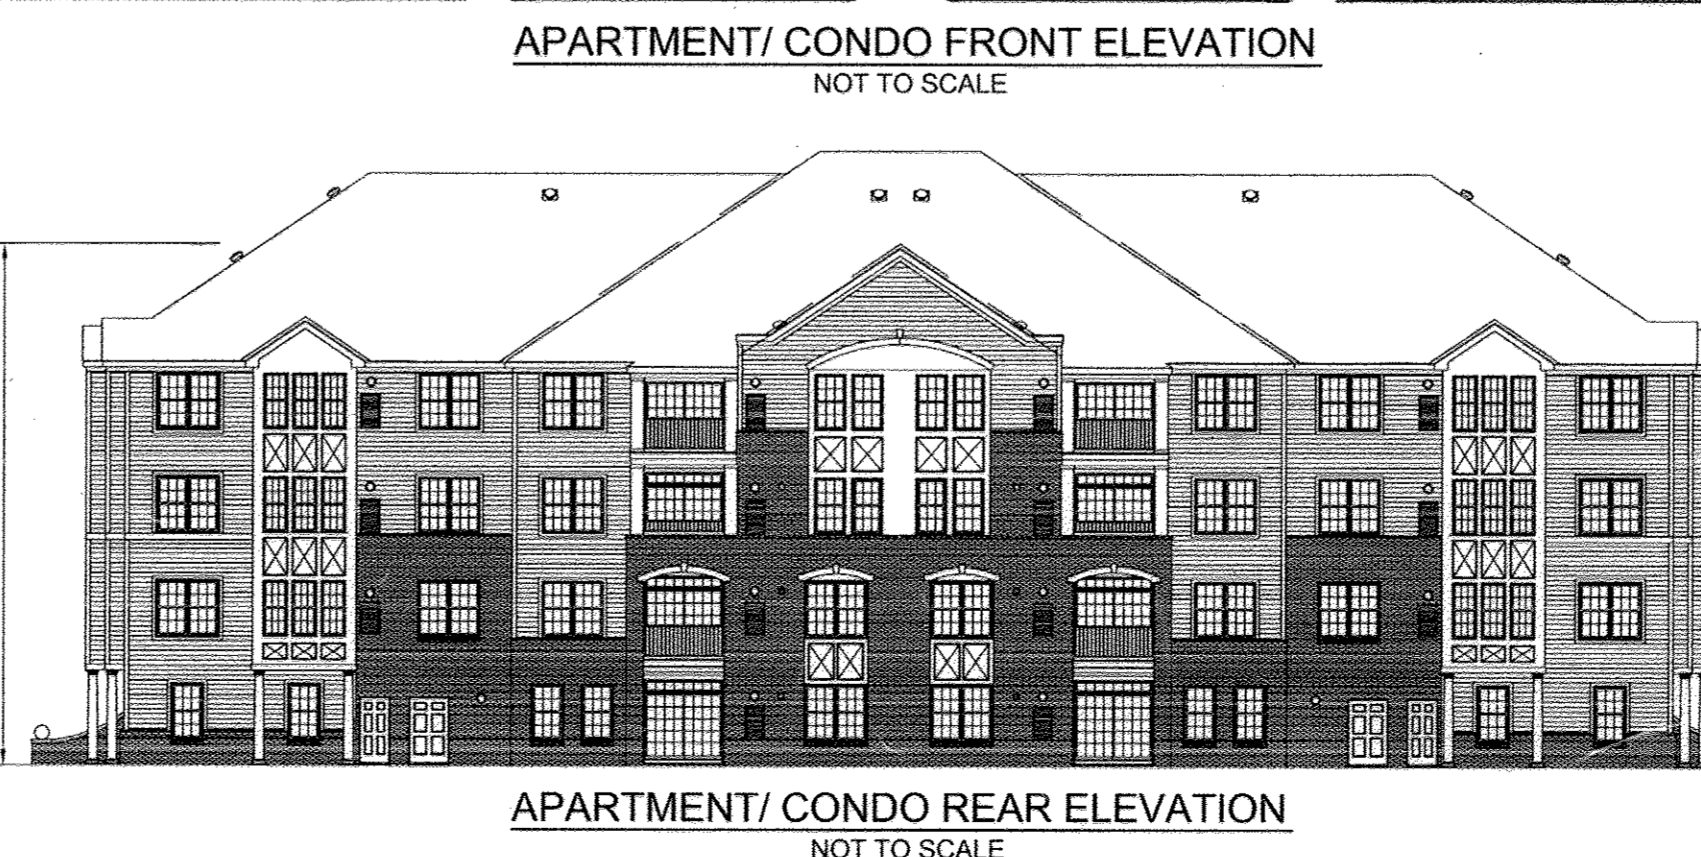 APARTMENT/ CONDO FRONT ELEVATION
NOT TO SCALE
APARTMENT/ CONDO REAR ELEVATION
NOT TO SCALE